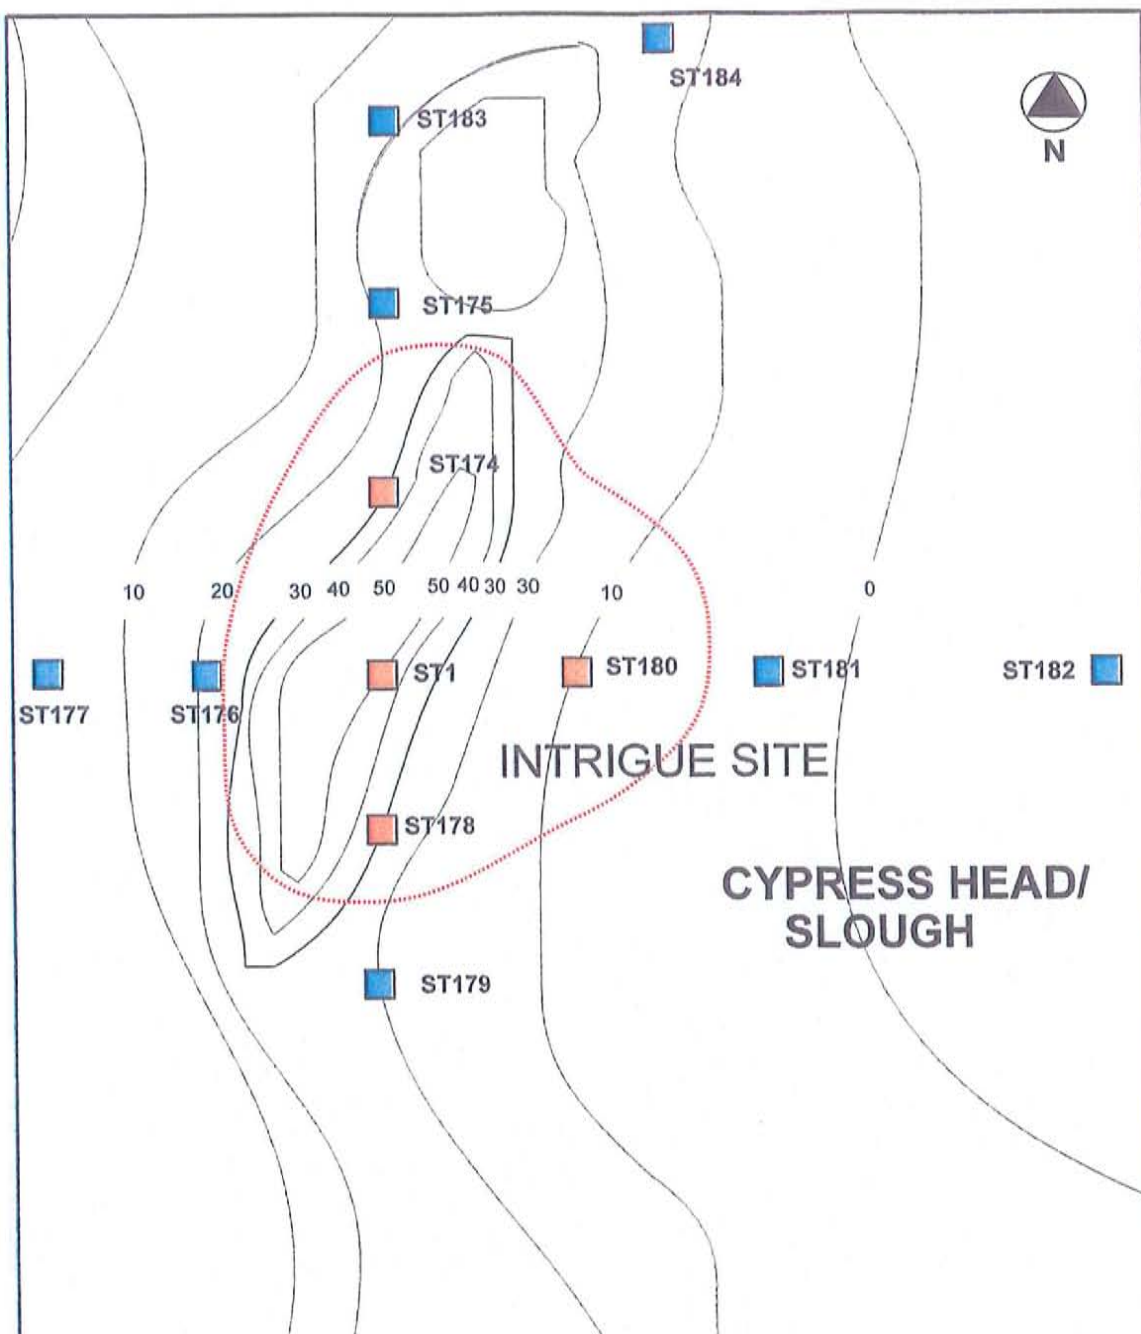 ST184
ST183
N
ST175
ST174
10 20 30 40 50 50 40 30 30 10 0
ST1 ST180 ST181 ST182
ST177 ST176
INTRIGUE SITE
ST178
CYPRESS HEAD/
SLOUGH
ST179